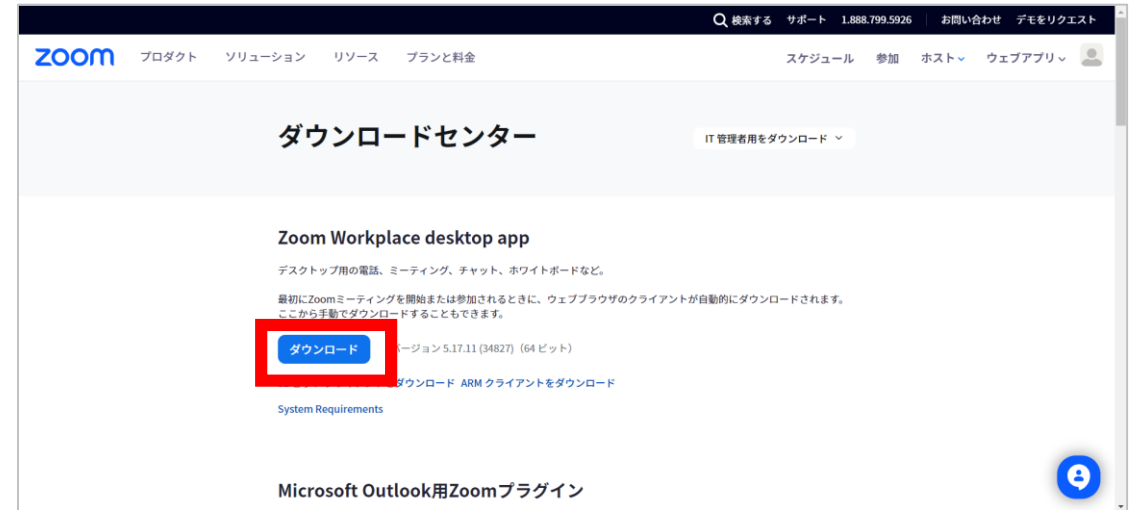 検索する サポート 1.888.799.5926 お問い合わせ デモをリクエスト
zoom プロダクト ソリューション リソース プランと料金 スケジュール 参加 ホスト ウェブアプリ
ダウンロードセンター
IT 管理者用をダウンロード
Zoom Workplace desktop app
デスクトップ用の電話、ミーティング、チャット、ホワイトボードなど。
最初にZoomミーティングを開始または参加されるときに、ウェブブラウザのクライアントが自動的にダウンロードされます。
ここから手動でダウンロードすることもできます。
ダウンロード ージョン 5.17.11 (34827)（64 ビット）
ダウンロード ARM クライアントをダウンロード
System Requirements
Microsoft Outlook用Zoomプラグイン